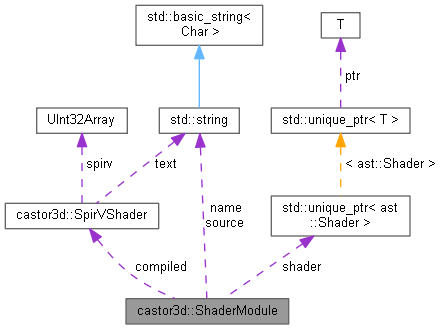 std::basic_string<
Char >
T
ptr
UInt32Array
std::string
std::unique_ptr< T >
spirv
text
< ast::Shader >
castor3d::SpirVShader
name
source
std::unique_ptr< ast
::Shader >
compiled
shader
castor3d::ShaderModule